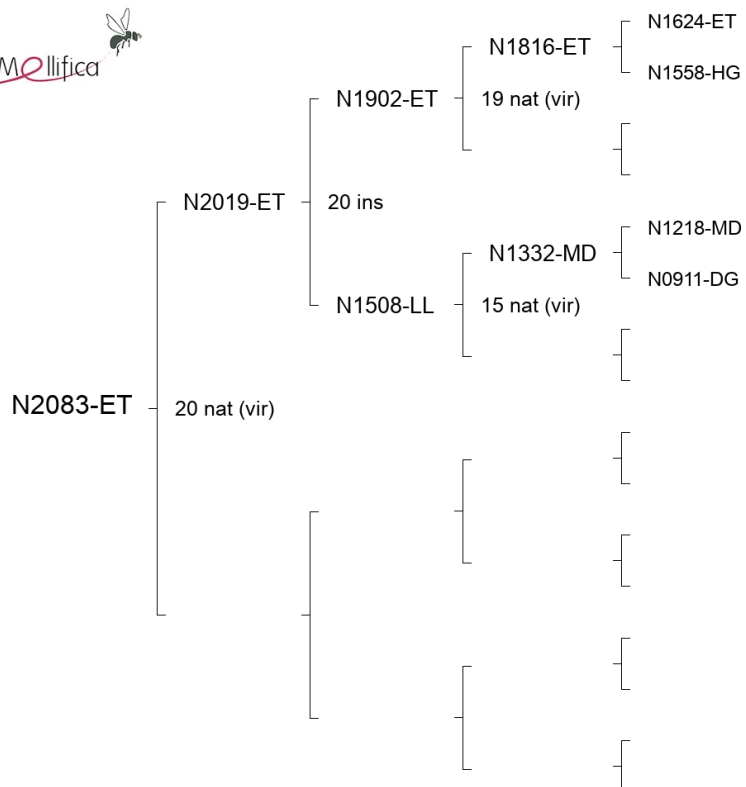 Mellifica
N1624-ET
N1816-ET
N1558-HG
N1902-ET
19 nat (vir)
N2019-ET
20 ins
N1218-MD
N1332-MD
N0911-DG
N1508-LL
15 nat (vir)
N2083-ET
20 nat (vir)